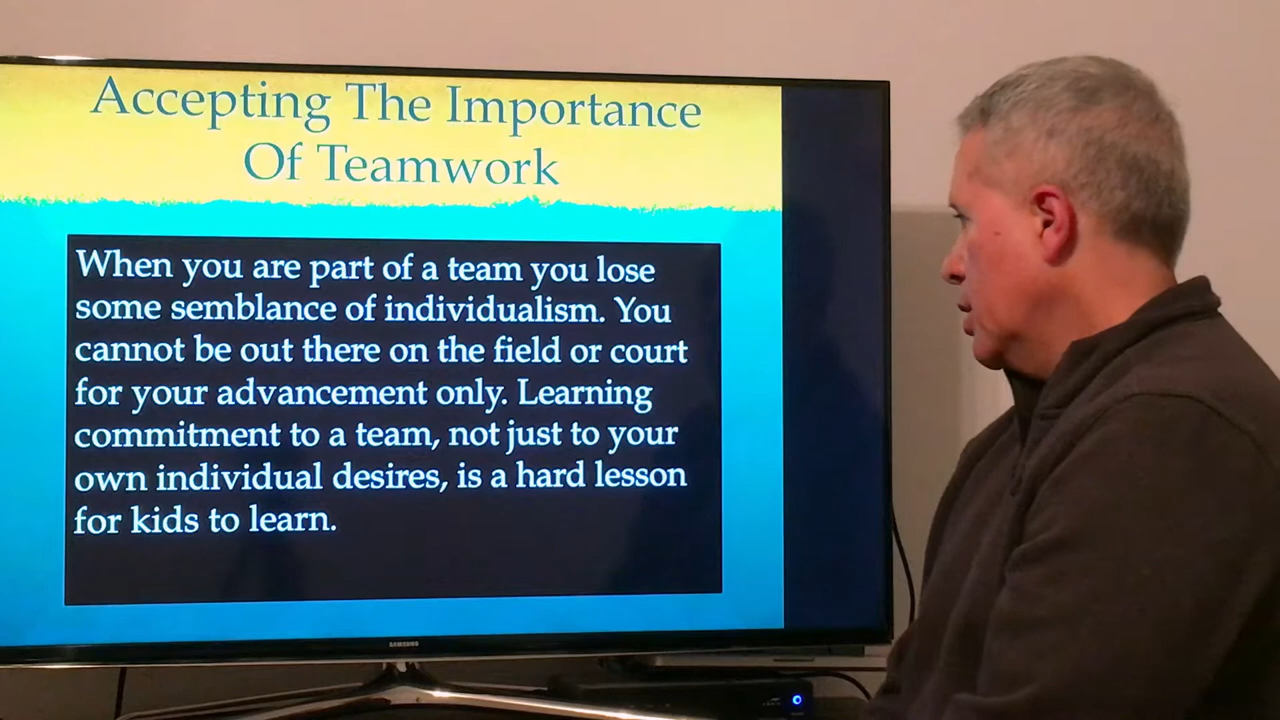 Accepting The Importance
Of Teamwork
When you are part of a team you lose
some semblance of individualism. You
cannot be out there on the field or court
for your advancement only. Learning
commitment to a team, not just to your
own individual desires, is a hard lesson
for kids to learn.
SAMSUNG